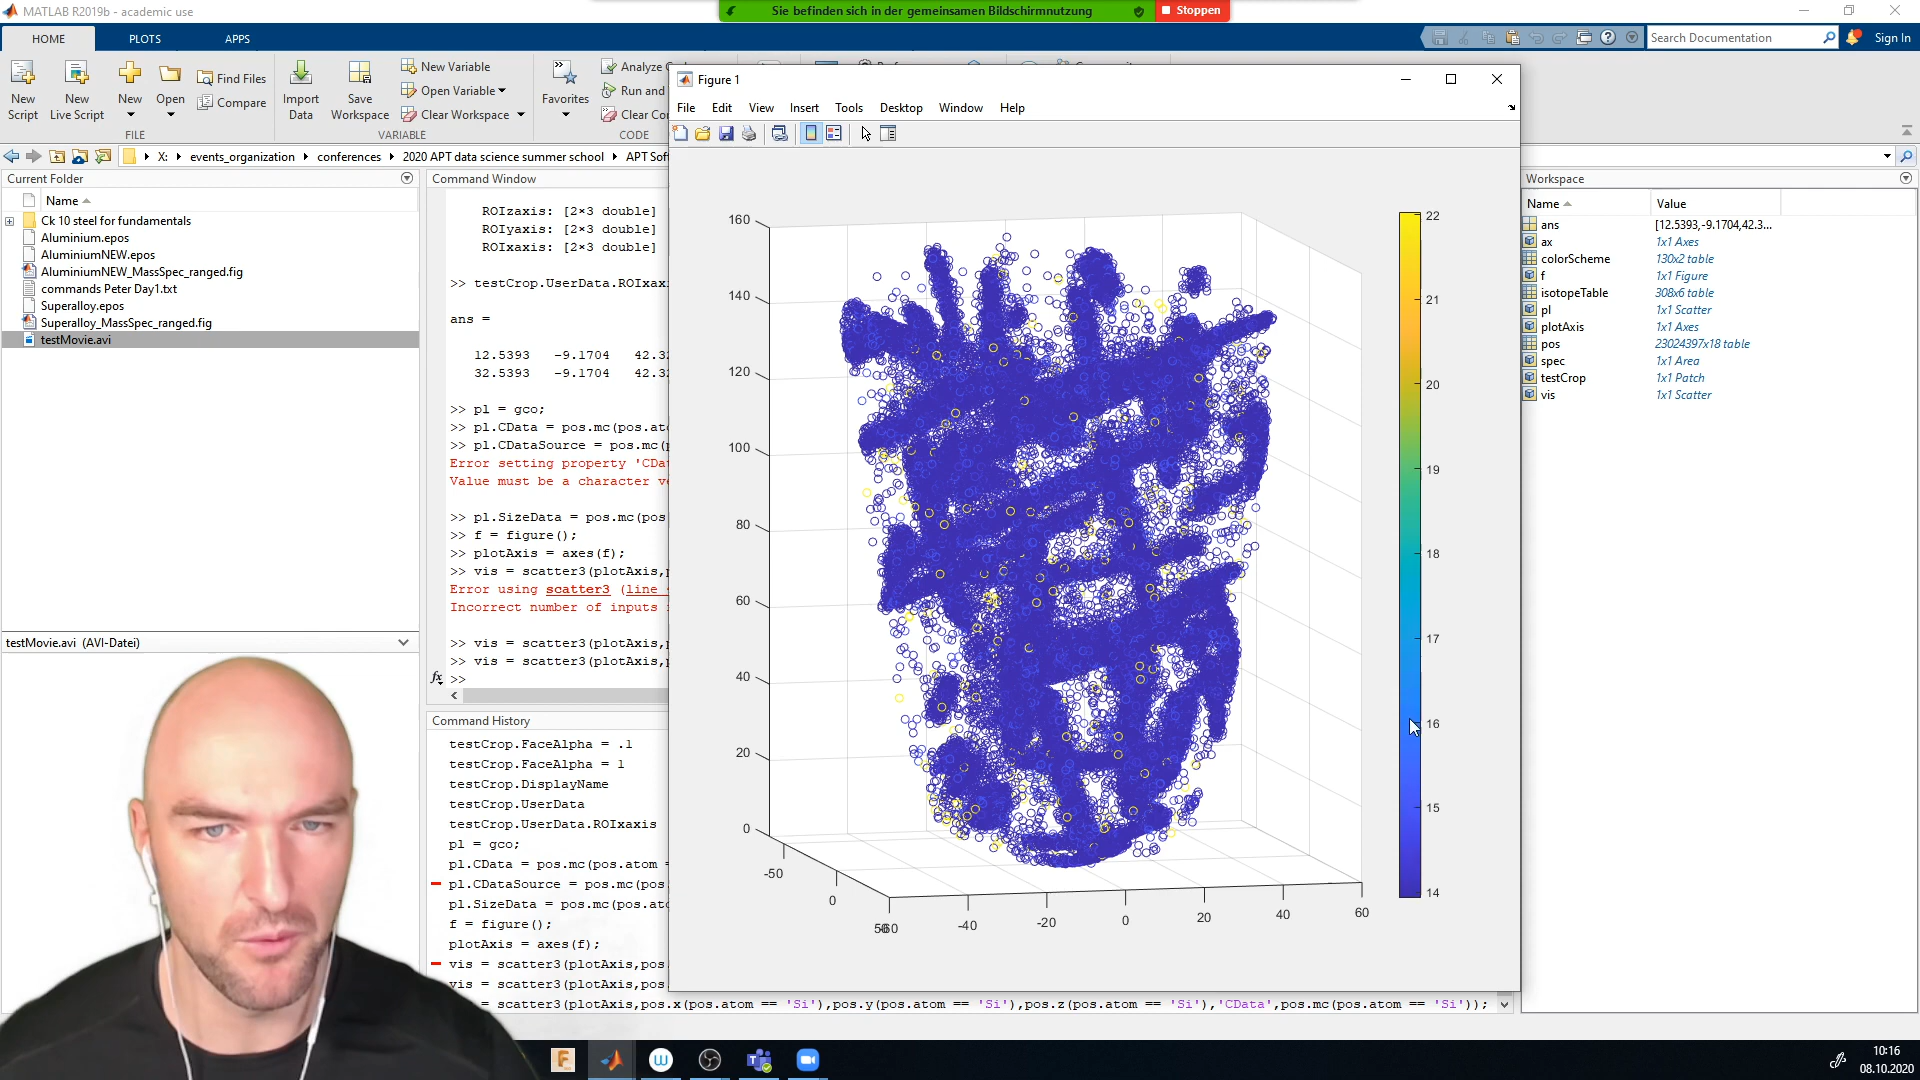 MATLAB R2019b - academic use
Sie befinden sich in der gemeinsamen Bildschirmnutzung
Stoppen
HOME
PLOTS
APPS
Search Documentation
Sign In
New Script
New Live Script
New
Open
Find Files
Compare
Import Data
Save Workspace
New Variable
Open Variable
Clear Workspace
Favorites
Run and
FILE
VARIABLE
CODE
X:
events_organization
conferences
2020 APT data science summer school
Current Folder
Name
Ck 10 steel for fundamentals
Aluminium.epos
AluminiumNEW.epos
AluminiumNEW_MassSpec_ranged.fig
commands Peter Day1.txt
Superalloy.epos
Superalloy_MassSpec_ranged.fig
testMovie.avi
testMovie.avi (AVI-Datei)
Command Window
ROIzaxis: [2×3 double]
ROIyaxis: [2×3 double]
ROIxaxis: [2×3 double]
>> testCrop.UserData.ROIxax
ans =
12.5393 -9.1704 42.3
32.5393 -9.1704 42.3
>> pl = gco;
>> pl.CData = pos.mc(pos.at
>> pl.CDataSource = pos.mc(
Error setting property 'CDa
Value must be a character v
>> pl.SizeData = pos.mc(pos
>> f = figure();
>> plotAxis = axes(f);
>> vis = scatter3(plotAxis,
Error using scatter3 (line
Incorrect number of inputs
>> vis = scatter3(plotAxis,
>> vis = scatter3(plotAxis,
fx >>
Command History
testCrop.FaceAlpha = .1
testCrop.FaceAlpha = 1
testCrop.DisplayName
testCrop.UserData
testCrop.UserData.ROIxaxis
pl = gco;
pl.CData = pos.mc(pos.atom =
pl.CDataSource = pos.mc(pos
pl.SizeData = pos.mc(pos.ato
f = figure();
plotAxis = axes(f);
vis = scatter3(plotAxis,pos
vis = scatter3(plotAxis,pos
= scatter3(plotAxis,pos.x(pos.atom == 'Si'),pos.y(pos.atom == 'Si'),pos.z(pos.atom == 'Si'),'CData',pos.mc(pos.atom == 'Si'));
Figure 1
File Edit View Insert Tools Desktop Window Help
160
140
120
100
80
60
40
20
0
-50
0
50
-60
-40
-20
0
20
40
60
22
21
20
19
18
17
16
15
14
Workspace
Name Value
ans [12.5393,-9.1704,42.3...
ax 1x1 Axes
colorScheme 130x2 table
f 1x1 Figure
isotopeTable 308x6 table
pl 1x1 Scatter
plotAxis 1x1 Axes
pos 23024397x18 table
spec 1x1 Area
testCrop 1x1 Patch
vis 1x1 Scatter
10:16
08.10.2020